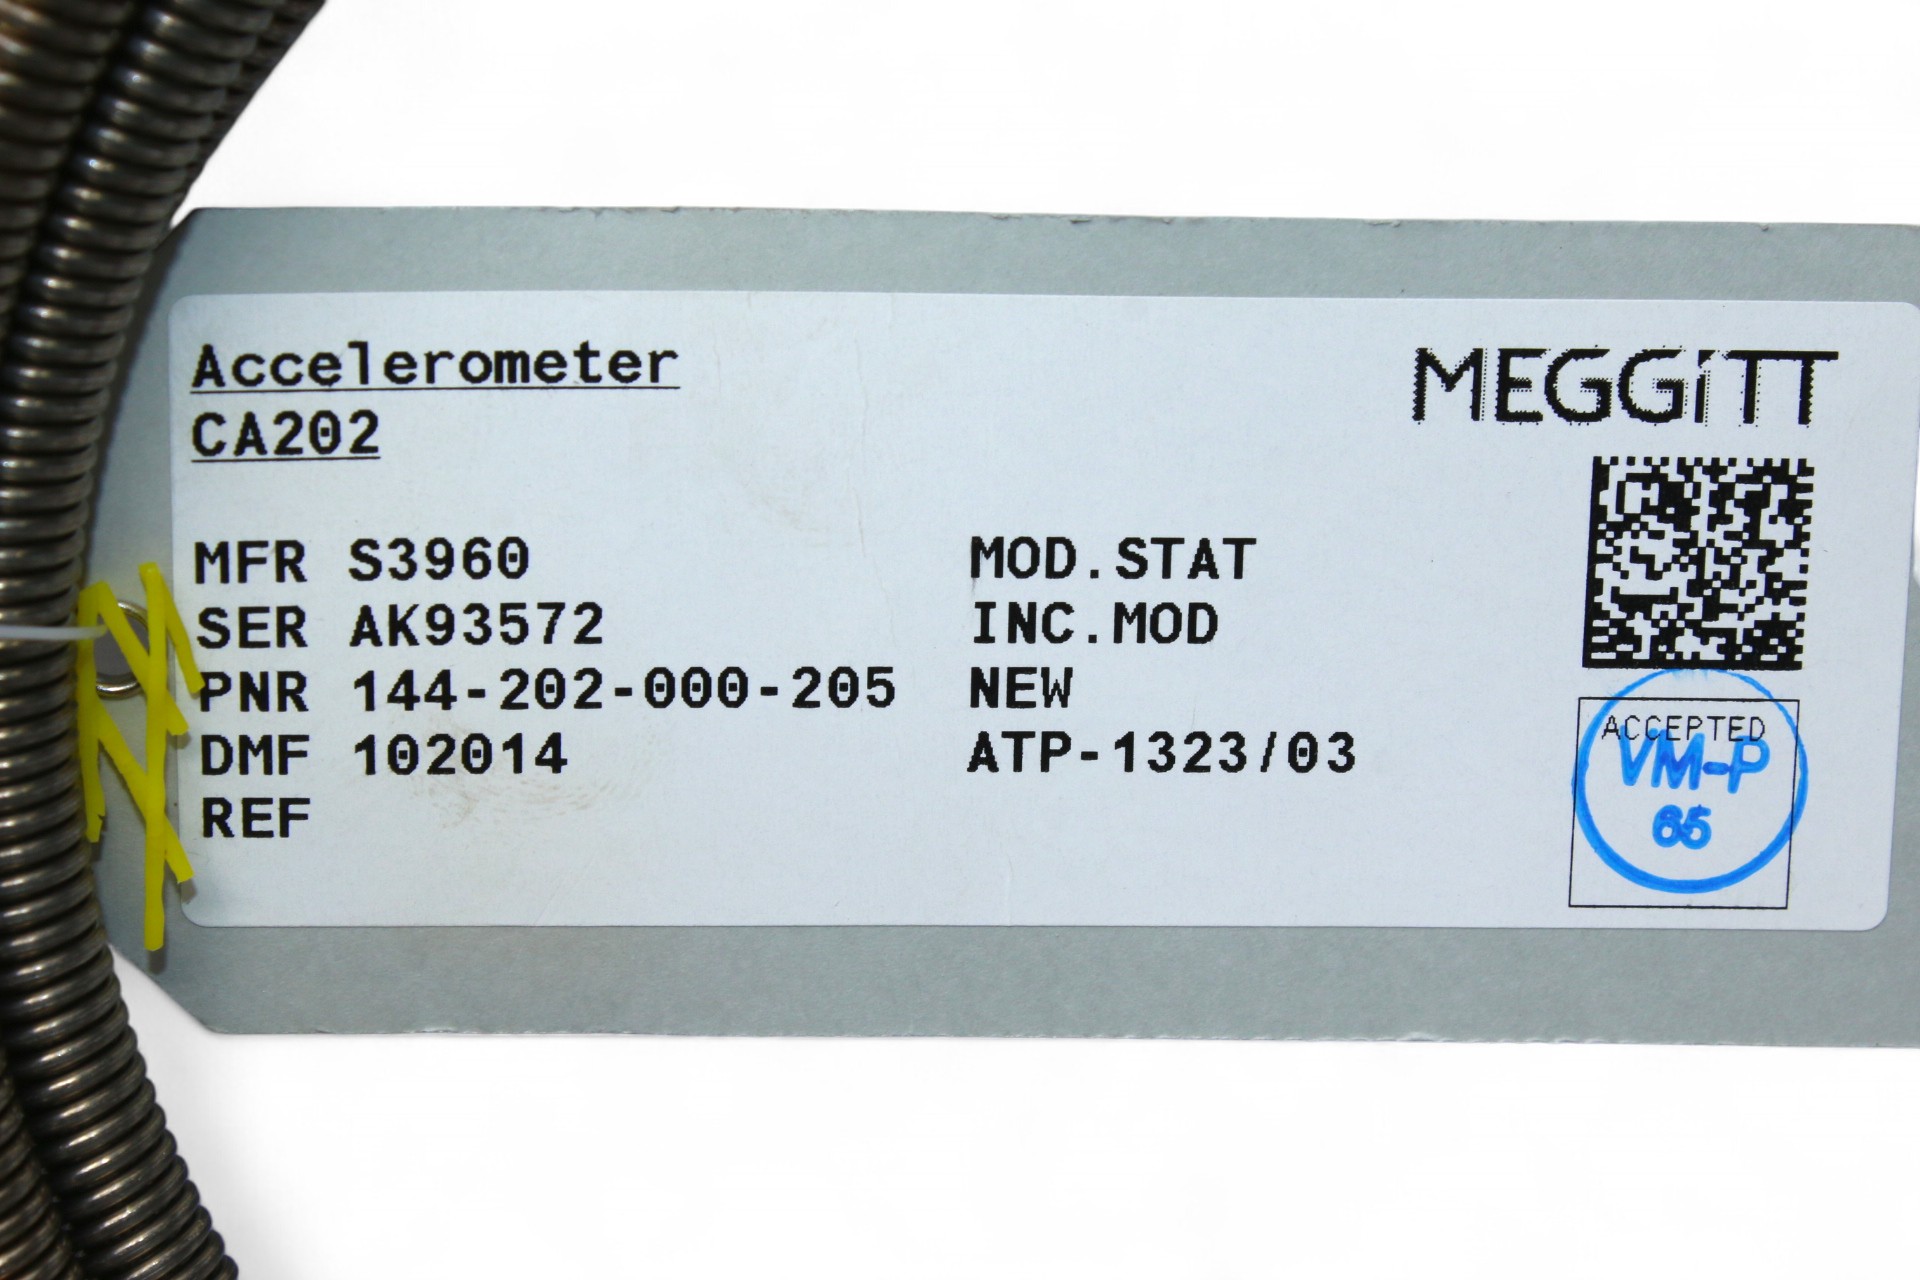 Accelerometer
CA202
MEGGiTT
MFR S3960
SER AK93572
PNR 144-202-000-205
DMF 102014
REF
MOD.STAT
INC.MOD
NEW
ATP-1323/03
ACCEPTED
VM-P
65